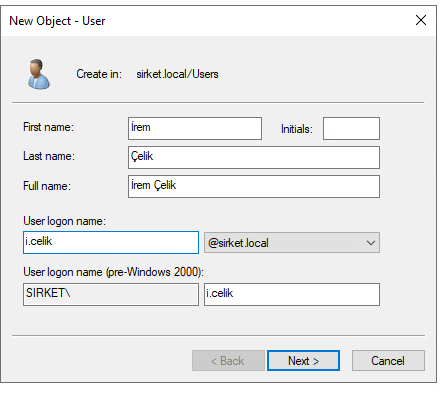 New Object - User
Create in: sirket.local/Users
First name: İrem Initials:
Last name: Çelik
Full name: İrem Çelik
User logon name:
i.celik @sirket.local
User logon name (pre-Windows 2000):
SIRKET\ i.celik
< Back Next > Cancel